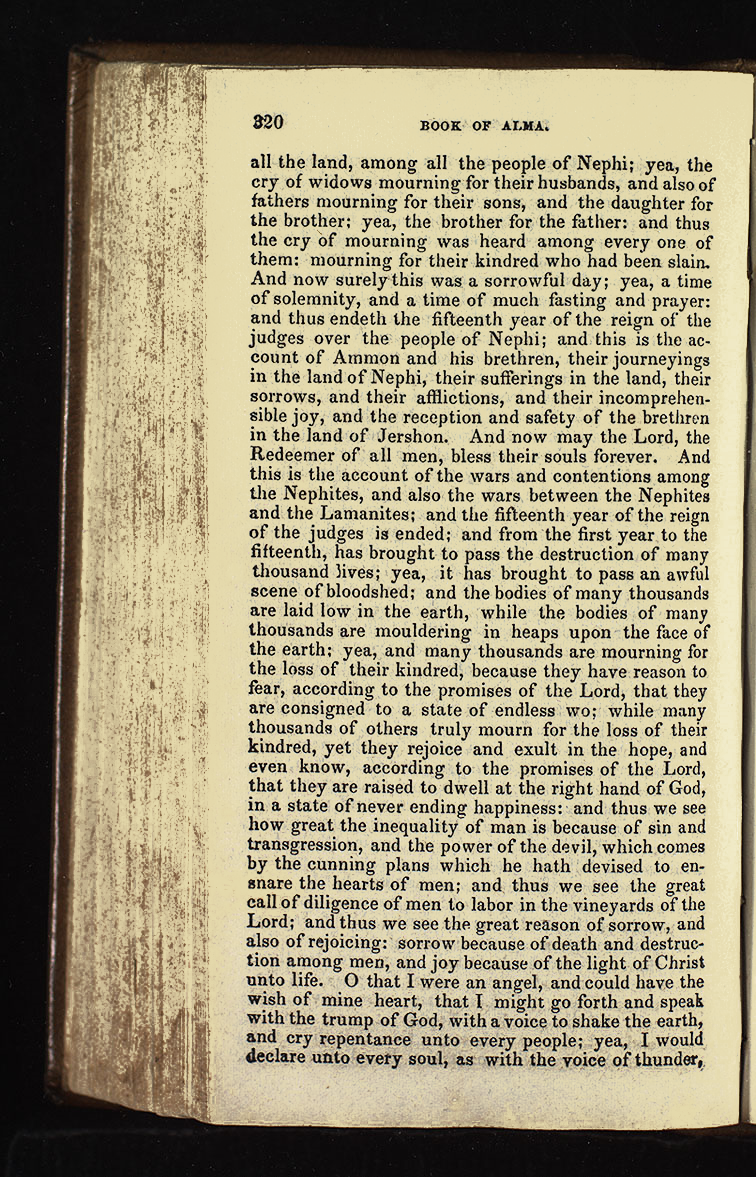 320 BOOK OF ALMA.
all the land, among all the people of Nephi; yea, the
cry of widows mourning for their husbands, and also of
fathers mourning for their sons, and the daughter for
the brother; yea, the brother for the father: and thus
the cry of mourning was heard among every one of
them: mourning for their kindred who had been slain.
And now surely this was a sorrowful day; yea, a time
of solemnity, and a time of much fasting and prayer:
and thus endeth the fifteenth year of the reign of the
judges over the people of Nephi; and this is the ac-
count of Ammon and his brethren, their journeyings
in the land of Nephi, their sufferings in the land, their
sorrows, and their afflictions, and their incomprehen-
sible joy, and the reception and safety of the brethren
in the land of Jershon. And now may the Lord, the
Redeemer of all men, bless their souls forever. And
this is the account of the wars and contentions among
the Nephites, and also the wars between the Nephites
and the Lamanites; and the fifteenth year of the reign
of the judges is ended; and from the first year to the
fifteenth, has brought to pass the destruction of many
thousand lives; yea, it has brought to pass an awful
scene of bloodshed; and the bodies of many thousands
are laid low in the earth, while the bodies of many
thousands are mouldering in heaps upon the face of
the earth; yea, and many thousands are mourning for
the loss of their kindred, because they have reason to
fear, according to the promises of the Lord, that they
are consigned to a state of endless wo; while many
thousands of others truly mourn for the loss of their
kindred, yet they rejoice and exult in the hope, and
even know, according to the promises of the Lord,
that they are raised to dwell at the right hand of God,
in a state of never ending happiness: and thus we see
how great the inequality of man is because of sin and
transgression, and the power of the devil, which comes
by the cunning plans which he hath devised to en-
snare the hearts of men; and thus we see the great
call of diligence of men to labor in the vineyards of the
Lord; and thus we see the great reason of sorrow, and
also of rejoicing: sorrow because of death and destruc-
tion among men, and joy because of the light of Christ
unto life. O that I were an angel, and could have the
wish of mine heart, that I might go forth and speak
with the trump of God, with a voice to shake the earth,
and cry repentance unto every people; yea, I would
declare unto every soul, as with the voice of thunder,